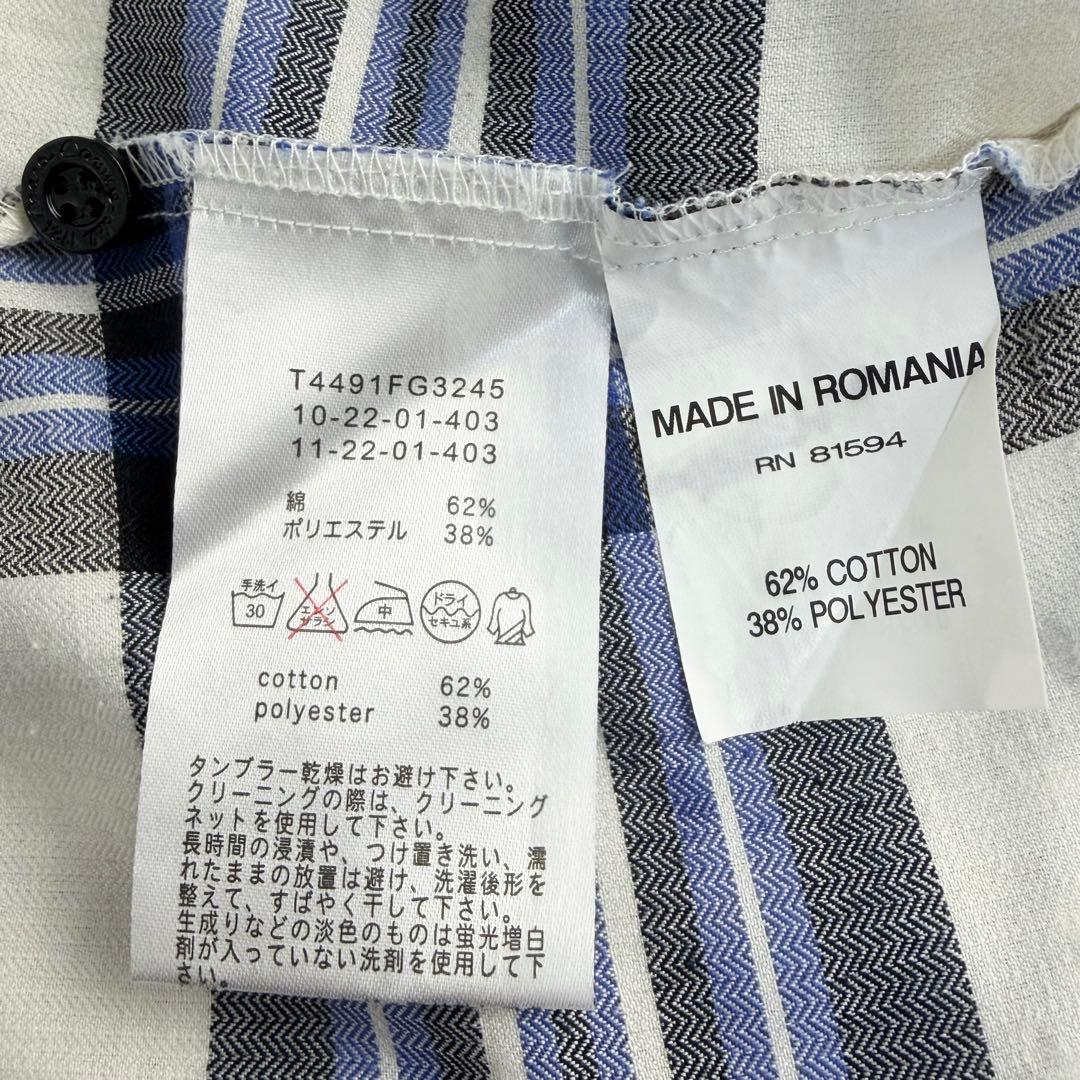 T4491FG3245
10-22-01-403
11-22-01-403
綿 62%
ポリエステル 38%
手洗イ
30
エンソ
サラシ
中
ドライ
セキユ系
cotton 62%
polyester 38%
タンブラー乾燥はお避け下さい。
クリーニングの際は、クリーニング
ネットを使用して下さい。
長時間の浸漬や、つけ置き洗い、濡
れたままの放置は避け、洗濯後形を
整えて、すばやく干して下さい。
生成りなどの淡色のものは蛍光増白
剤が入っていない洗剤を使用して下
さい。
MADE IN ROMANIA
RN 81594
62% COTTON
38% POLYESTER